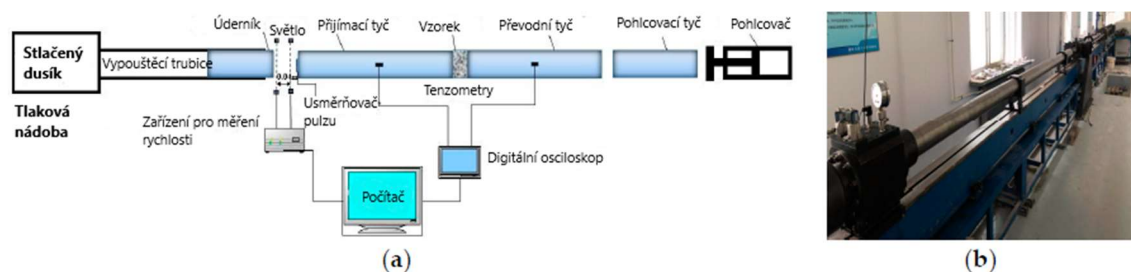 Stlačený
dusík
Tlaková
nádoba
Vypouštěcí trubice
Úderník
Světlo
Přijímací tyč
Vzorek
Převodní tyč
Pohlcovací tyč
Pohlcovač
Tenzometry
Usměrňovač
pulzu
Zařízení pro měření
rychlosti
Digitální osciloskop
Počítač
(a)
(b)